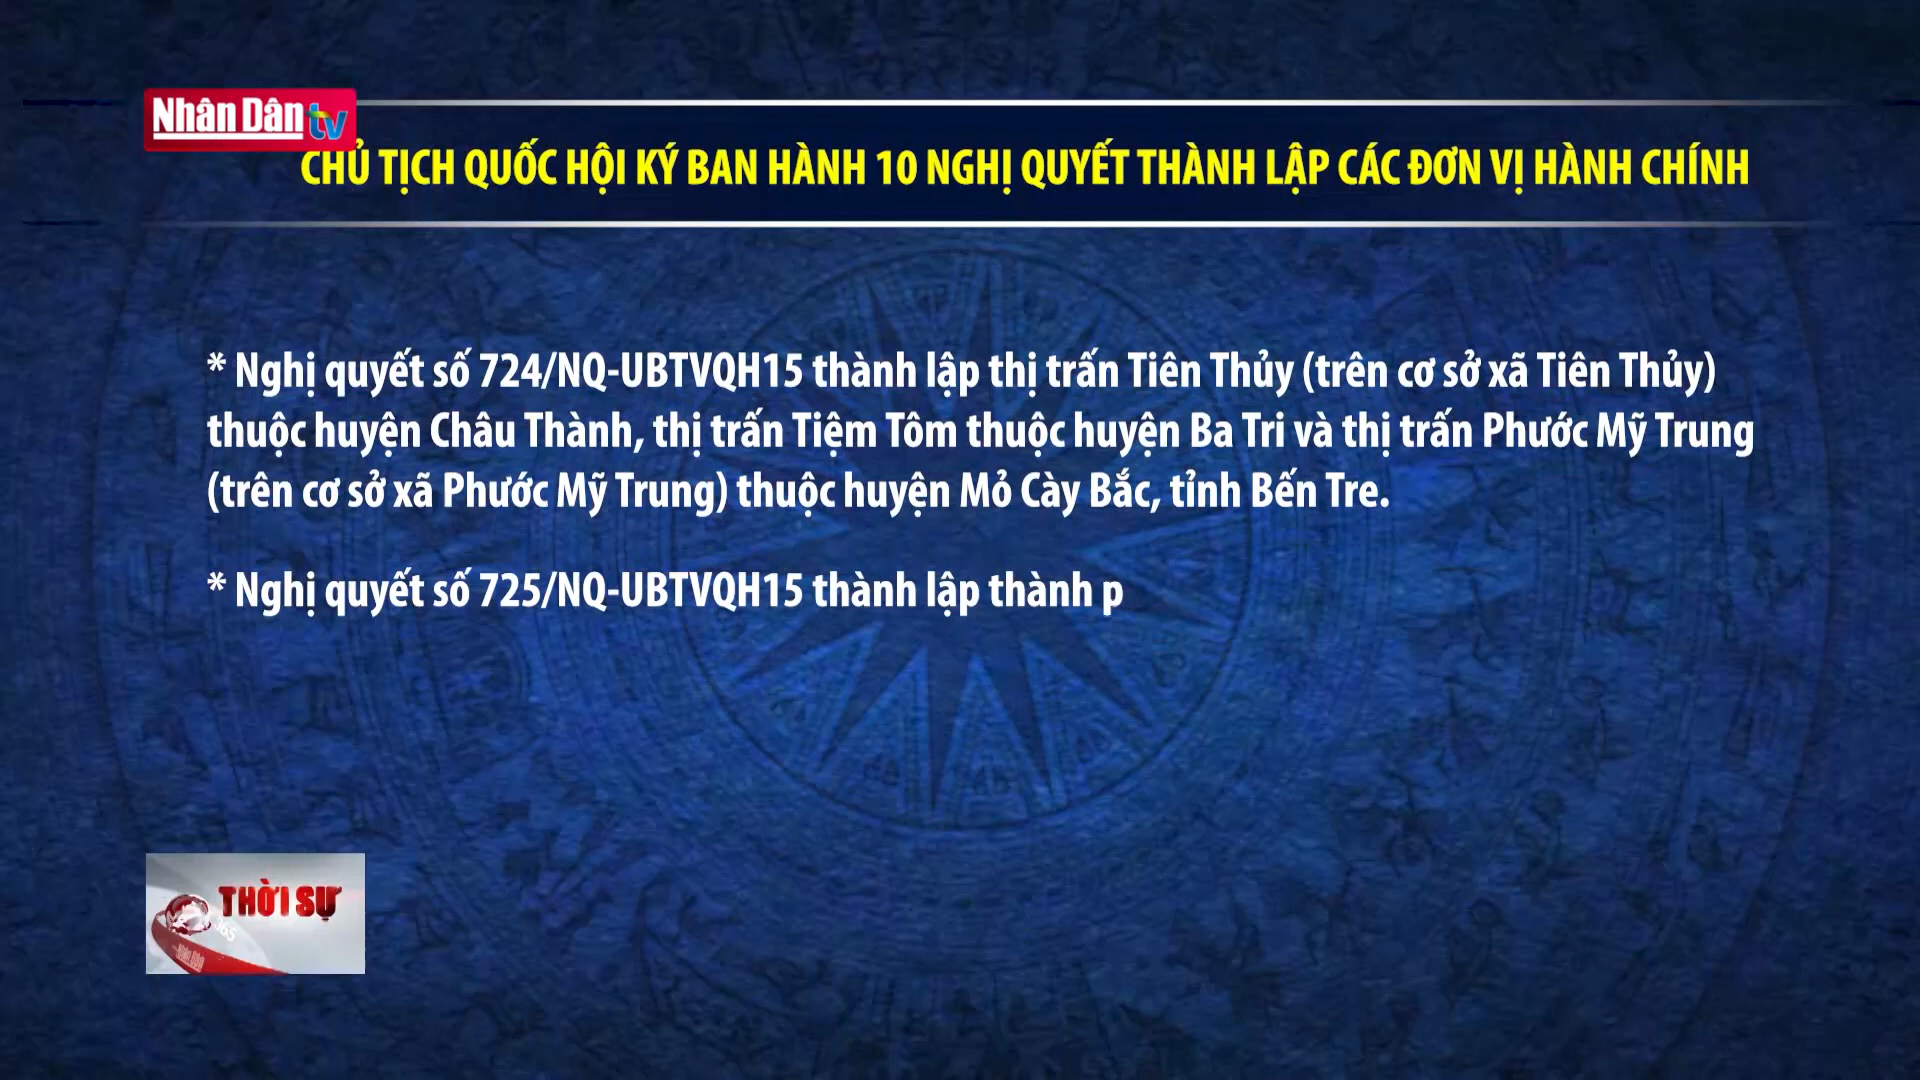 Nhân Dân tv
CHỦ TỊCH QUỐC HỘI KÝ BAN HÀNH 10 NGHỊ QUYẾT THÀNH LẬP CÁC ĐƠN VỊ HÀNH CHÍNH
* Nghị quyết số 724/NQ-UBTVQH15 thành lập thị trấn Tiên Thủy (trên cơ sở xã Tiên Thủy)
thuộc huyện Châu Thành, thị trấn Tiệm Tôm thuộc huyện Ba Tri và thị trấn Phước Mỹ Trung
(trên cơ sở xã Phước Mỹ Trung) thuộc huyện Mỏ Cày Bắc, tỉnh Bến Tre.
* Nghị quyết số 725/NQ-UBTVQH15 thành lập thành p
THỜI SỰ
365